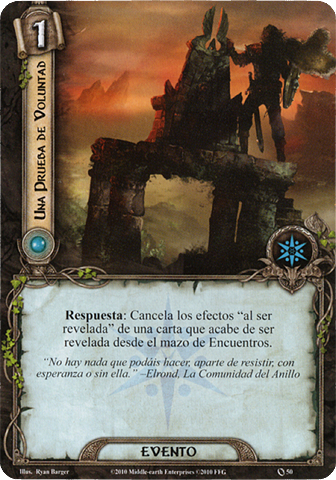 1
UNA PRUEBA DE VOLUNTAD
Respuesta: Cancela los efectos “al ser
revelada” de una carta que acabe de ser
revelada desde el mazo de Encuentros.
“No hay nada que podáis hacer, aparte de resistir, con
esperanza o sin ella.” –Elrond, La Comunidad del Anillo
EVENTO
Illus. Ryan Barger
©2010 Middle-earth Enterprises ©2010 FFG
50